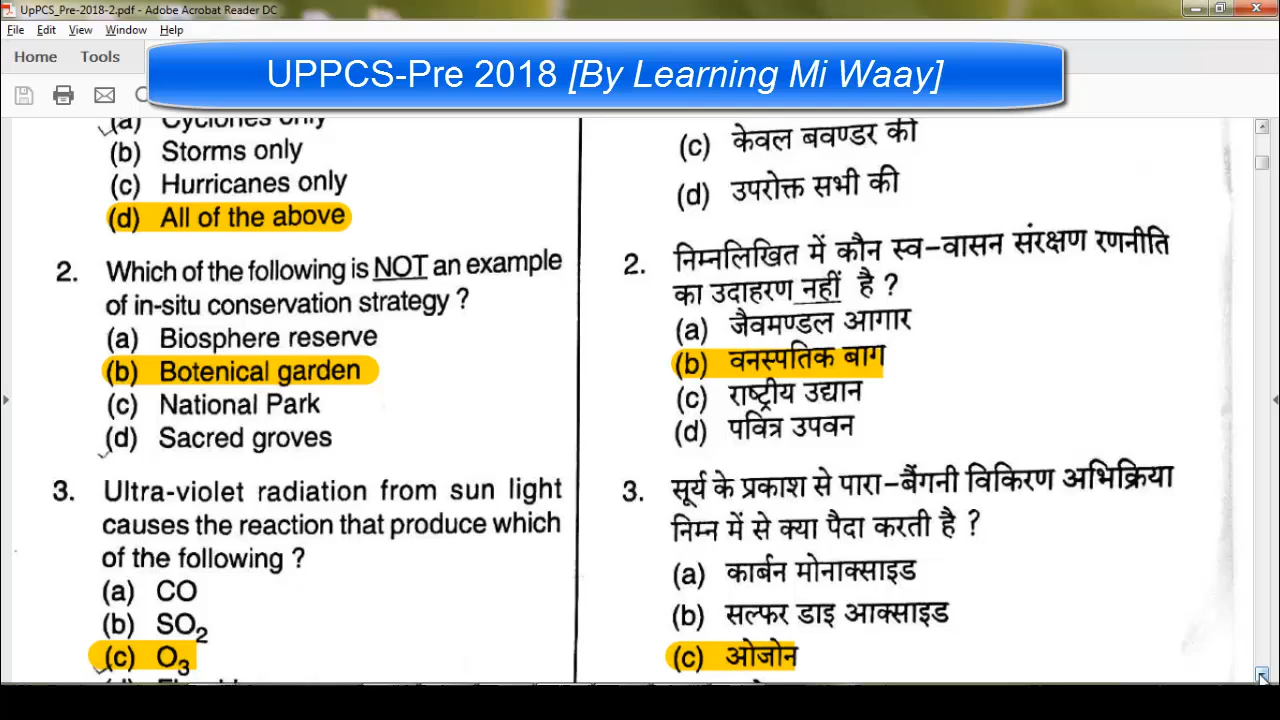 UpPCS_Pre-2018-2.pdf - Adobe Acrobat Reader DC
File Edit View Window Help
Home Tools
UPPCS-Pre 2018 [By Learning Mi Waay]
(a) Cyclones only
(b) Storms only
(c) Hurricanes only
(d) All of the above
2. Which of the following is NOT an example
of in-situ conservation strategy ?
(a) Biosphere reserve
(b) Botenical garden
(c) National Park
(d) Sacred groves
3. Ultra-violet radiation from sun light
causes the reaction that produce which
of the following ?
(a) CO
(b) SO2
(c) O3
(c) केवल बवण्डर की
(d) उपरोक्त सभी की
2. निम्नलिखित में कौन स्व-वासन संरक्षण रणनीति
का उदाहरण नहीं है ?
(a) जैवमण्डल आगार
(b) वनस्पतिक बाग
(c) राष्ट्रीय उद्यान
(d) पवित्र उपवन
3. सूर्य के प्रकाश से पारा-बैंगनी विकिरण अभिक्रिया
निम्न में से क्या पैदा करती है ?
(a) कार्बन मोनाक्साइड
(b) सल्फर डाइ आक्साइड
(c) ओजोन